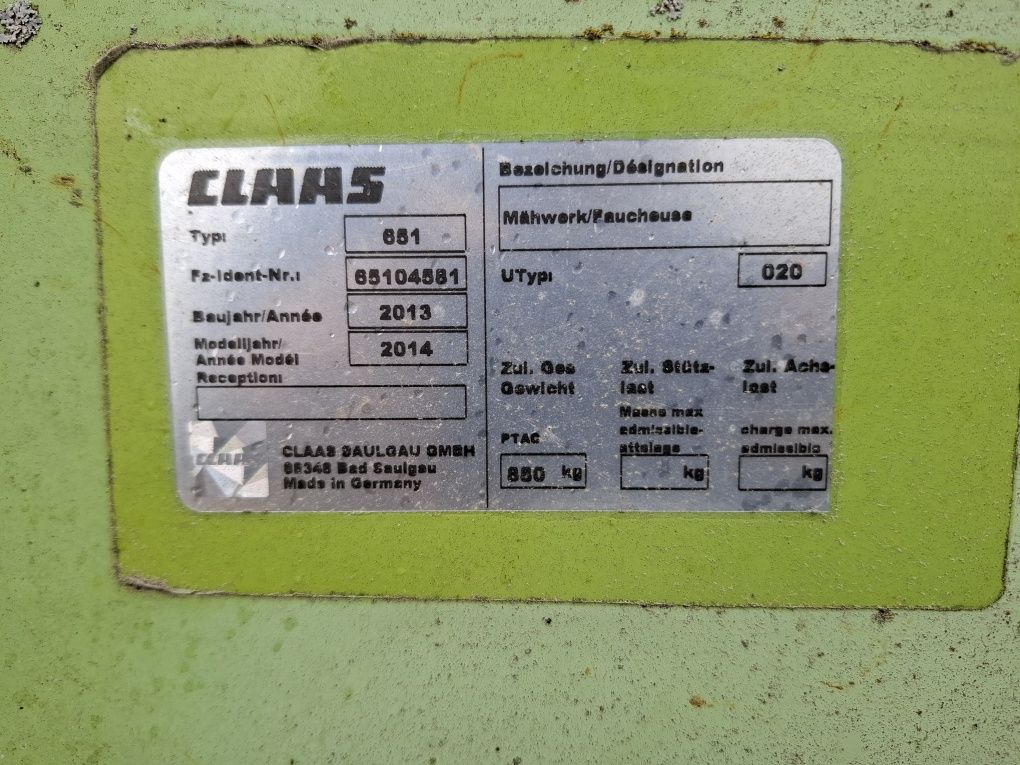 CLAAS
Typ: 651
Fz-Ident-Nr.: 65104581
Baujahr/Année 2013
Modelljahr/
Année Modél 2014
Reception:
CLAAS
CLAAS SAULGAU GMBH
88348 Bad Saulgau
Made in Germany
Bezeichung/Désignation
Mähwerk/Faucheuse
UTyp: 020
Zul. Ges Zul. Stütz- Zul. Achs-
Gewicht last last
Masse max
PTAC admissible- charge max.
attelage admissible
850 kg kg kg